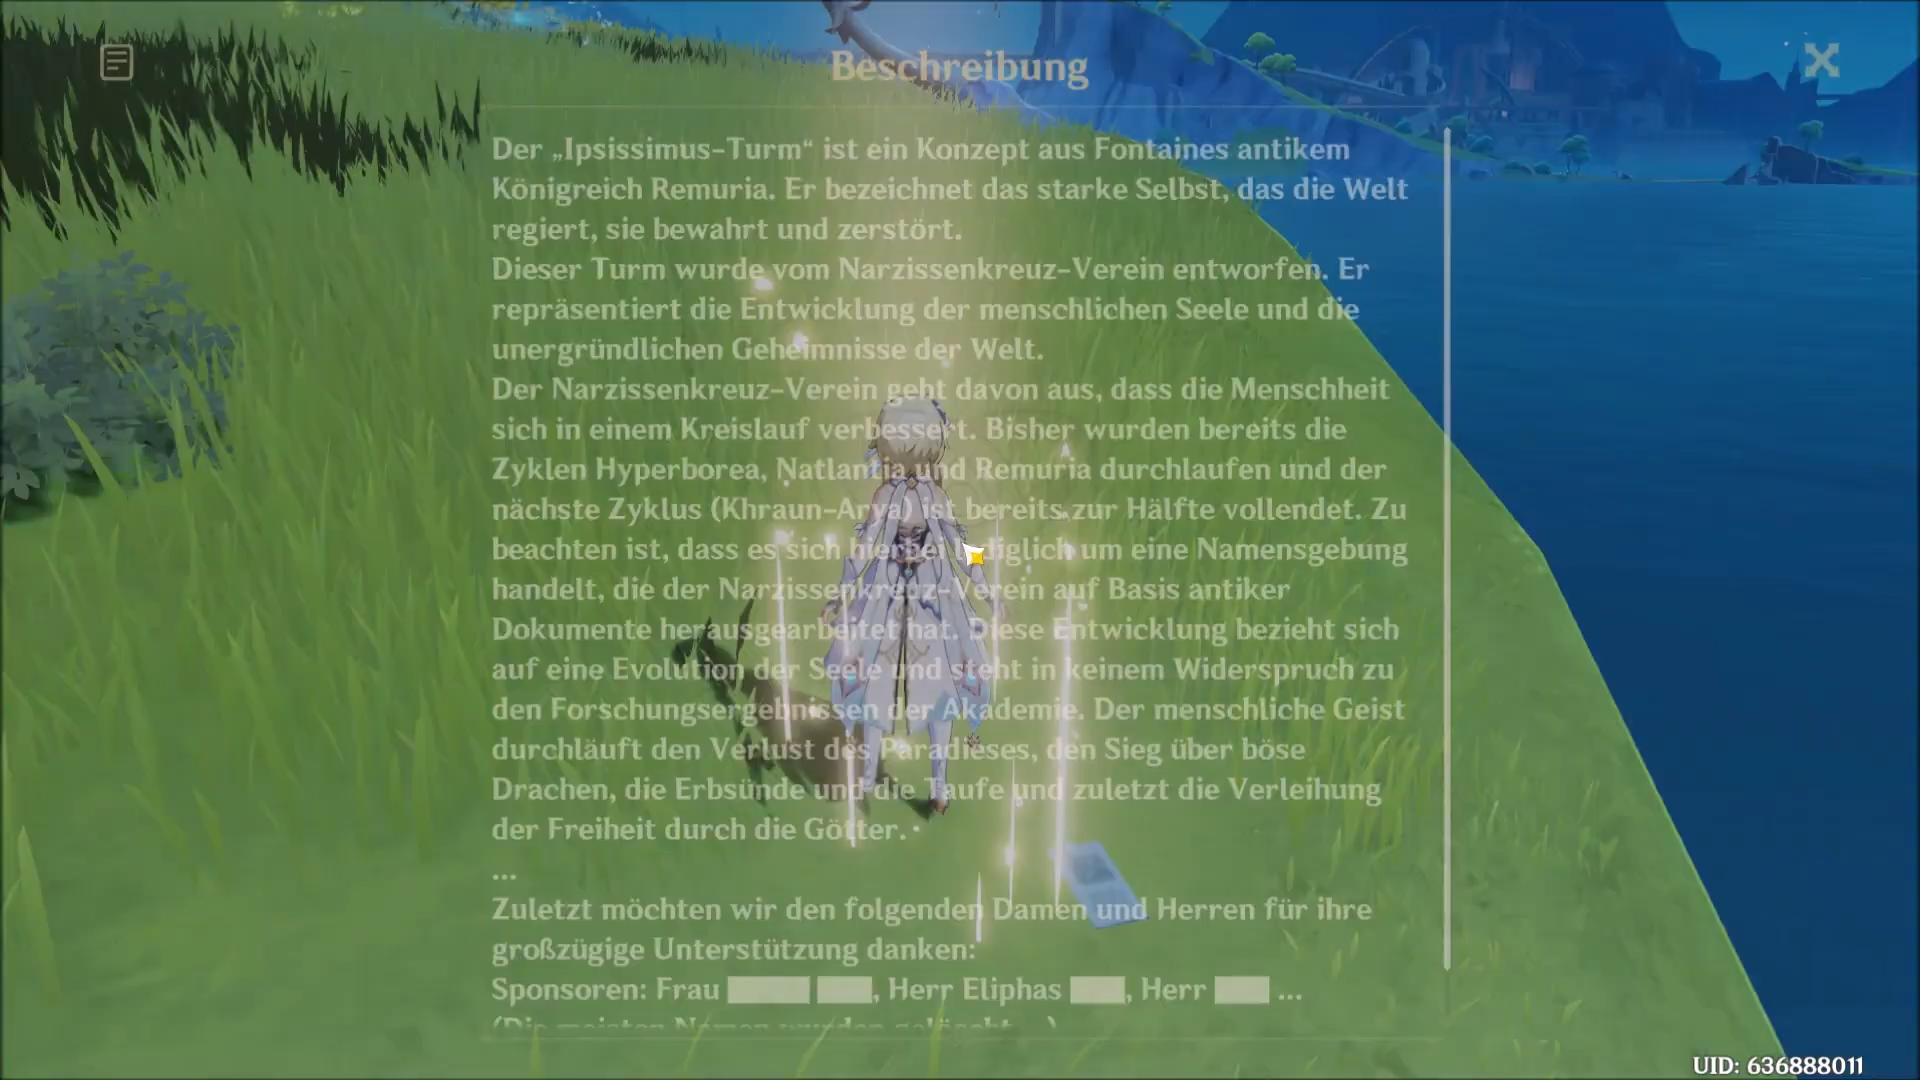 Beschreibung
Der „Ipsissimus-Turm“ ist ein Konzept aus Fontaines antikem
Königreich Remuria. Er bezeichnet das starke Selbst, das die Welt
regiert, sie bewahrt und zerstört.
Dieser Turm wurde vom Narzissenkreuz-Verein entworfen. Er
repräsentiert die Entwicklung der menschlichen Seele und die
unergründlichen Geheimnisse der Welt.
Der Narzissenkreuz-Verein geht davon aus, dass die Menschheit
sich in einem Kreislauf verbessert. Bisher wurden bereits die
Zyklen Hyperborea, Natlantia und Remuria durchlaufen und der
nächste Zyklus (Khraun-Arya) ist bereits zur Hälfte vollendet. Zu
beachten ist, dass es sich hierbei lediglich um eine Namensgebung
handelt, die der Narzissenkreuz-Verein auf Basis antiker
Dokumente herausgearbeitet hat. Diese Entwicklung bezieht sich
auf eine Evolution der Seele und steht in keinem Widerspruch zu
den Forschungsergebnissen der Akademie. Der menschliche Geist
durchläuft den Verlust des Paradieses, den Sieg über böse
Drachen, die Erbsünde und die Taufe und zuletzt die Verleihung
der Freiheit durch die Götter.
...
Zuletzt möchten wir den folgenden Damen und Herren für ihre
großzügige Unterstützung danken:
Sponsoren: Frau , Herr Eliphas , Herr ...
(Die meisten Namen wurden gelöscht ...)
UID: 636888011